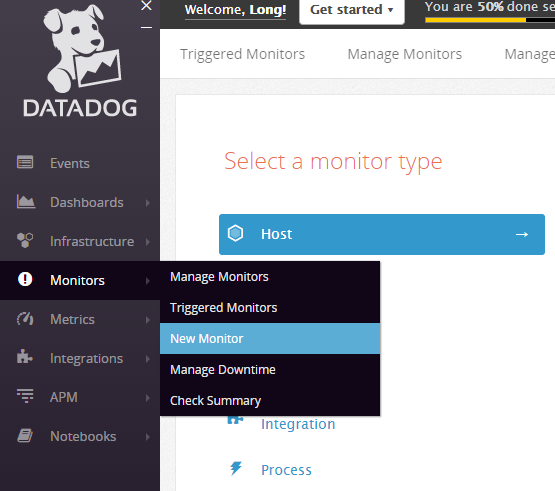 Welcome, Long!
Get started
You are 50% done se
Triggered Monitors
Manage Monitors
Manage
DATADOG
Events
Dashboards
Infrastructure
Monitors
Metrics
Integrations
APM
Notebooks
Manage Monitors
Triggered Monitors
New Monitor
Manage Downtime
Check Summary
Select a monitor type
Host
Integration
Process